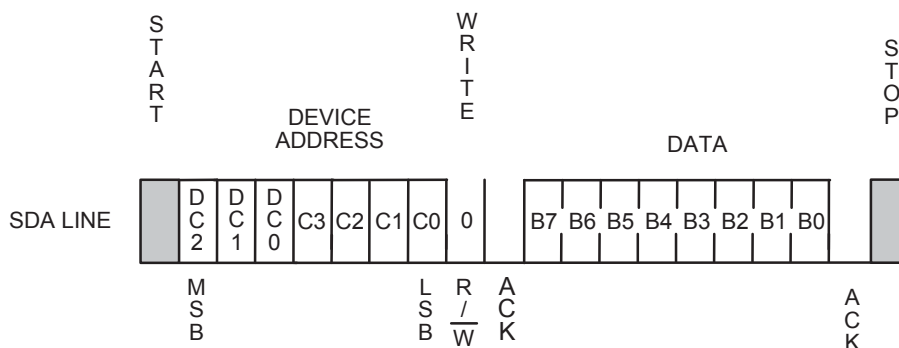 START
WRITE
STOP
DEVICE
ADDRESS
DATA
SDA LINE
DC2 DC1 DC0 C3 C2 C1 C0 0 B7 B6 B5 B4 B3 B2 B1 B0
MSB
LSB
R/W
ACK
ACK